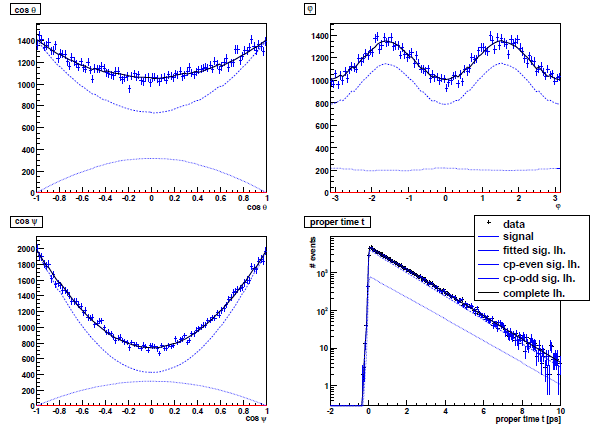 cos θ
1400
1200
1000
800
600
400
200
0
-1 -0.8 -0.6 -0.4 -0.2 0 0.2 0.4 0.6 0.8 1
cos θ
φ
1400
1200
1000
800
600
400
200
0
-3 -2 -1 0 1 2 3
φ
cos ψ
2000
1800
1600
1400
1200
1000
800
600
400
200
0
-1 -0.8 -0.6 -0.4 -0.2 0 0.2 0.4 0.6 0.8 1
cos ψ
proper time t
# events
10³
10²
10
1
-2 0 2 4 6 8 10
proper time t [ps]
data
signal
fitted sig. lh.
cp-even sig. lh.
cp-odd sig. lh.
complete lh.